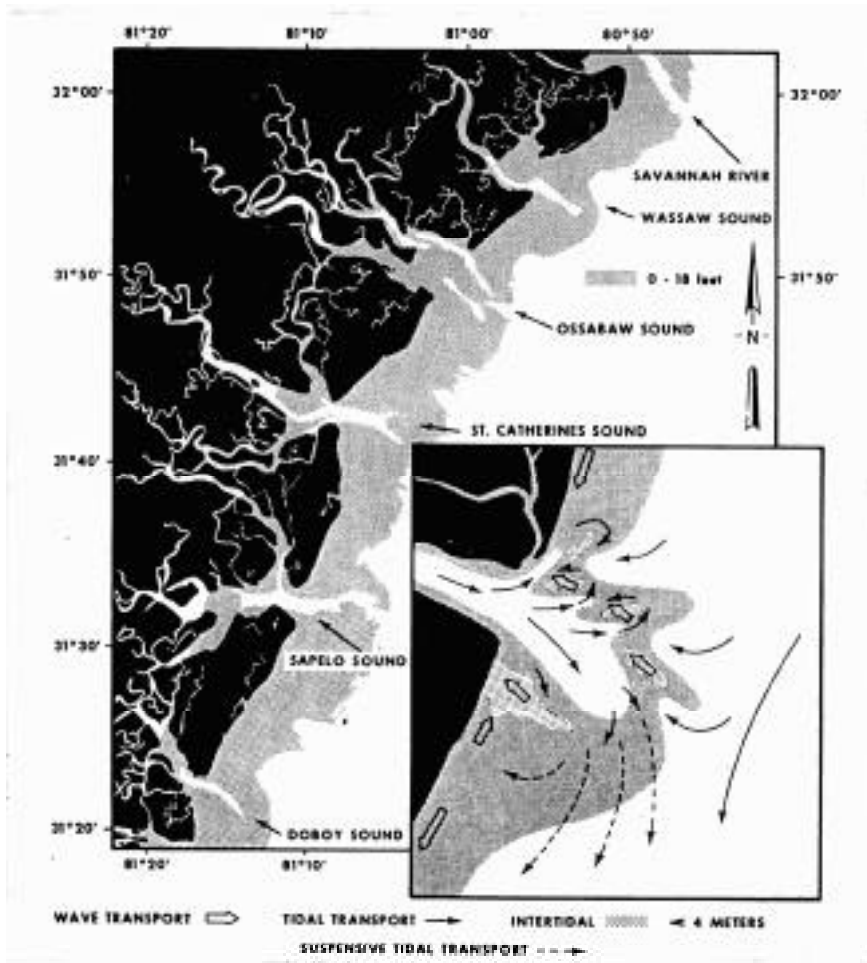 81°20' 81°10' 81°00' 80°50'
32°00' 32°00'
SAVANNAH RIVER
WASSAW SOUND
31°50' 0 - 18 feet 31°50'
OSSABAW SOUND
-N-
ST. CATHERINES SOUND
31°40'
31°30'
SAPELO SOUND
31°20'
DOBOY SOUND
81°20' 81°10'
WAVE TRANSPORT TIDAL TRANSPORT INTERTIDAL < 4 METERS
SUSPENSIVE TIDAL TRANSPORT